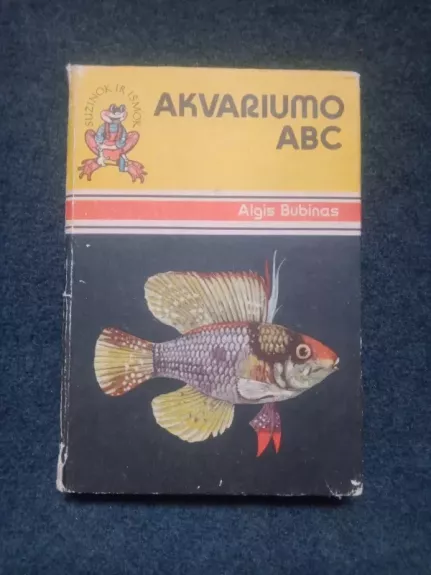 SUŽINOK IR IŠMOK
AKVARIUMO
ABC
Algis Bubinas